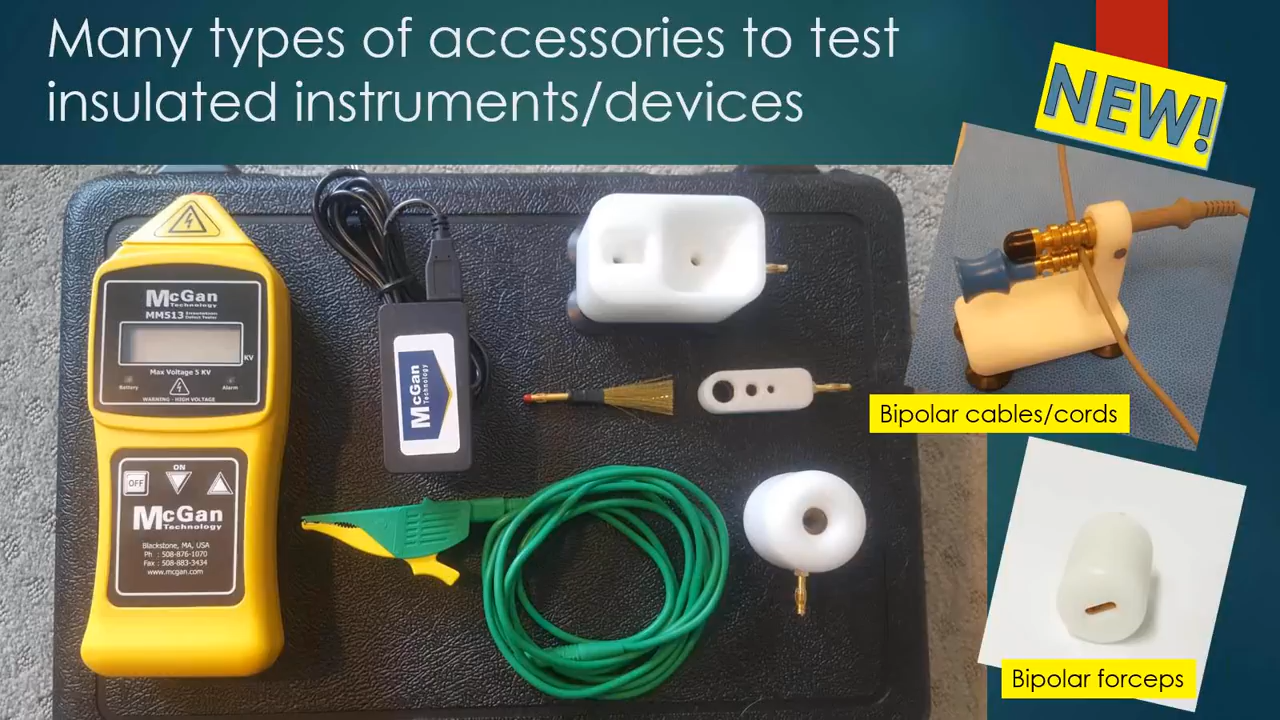 Many types of accessories to test
insulated instruments/devices
NEW!
McGan
Technology
MM513
KV
Max Voltage 5 KV
Battery
Alarm
WARNING - HIGH VOLTAGE
ON
OFF
McGan
Technology
Blackstone, MA, USA
Ph : 508-876-1070
Fax : 508-883-3434
www.mcgan.com
McGan
Technology
Bipolar cables/cords
Bipolar forceps